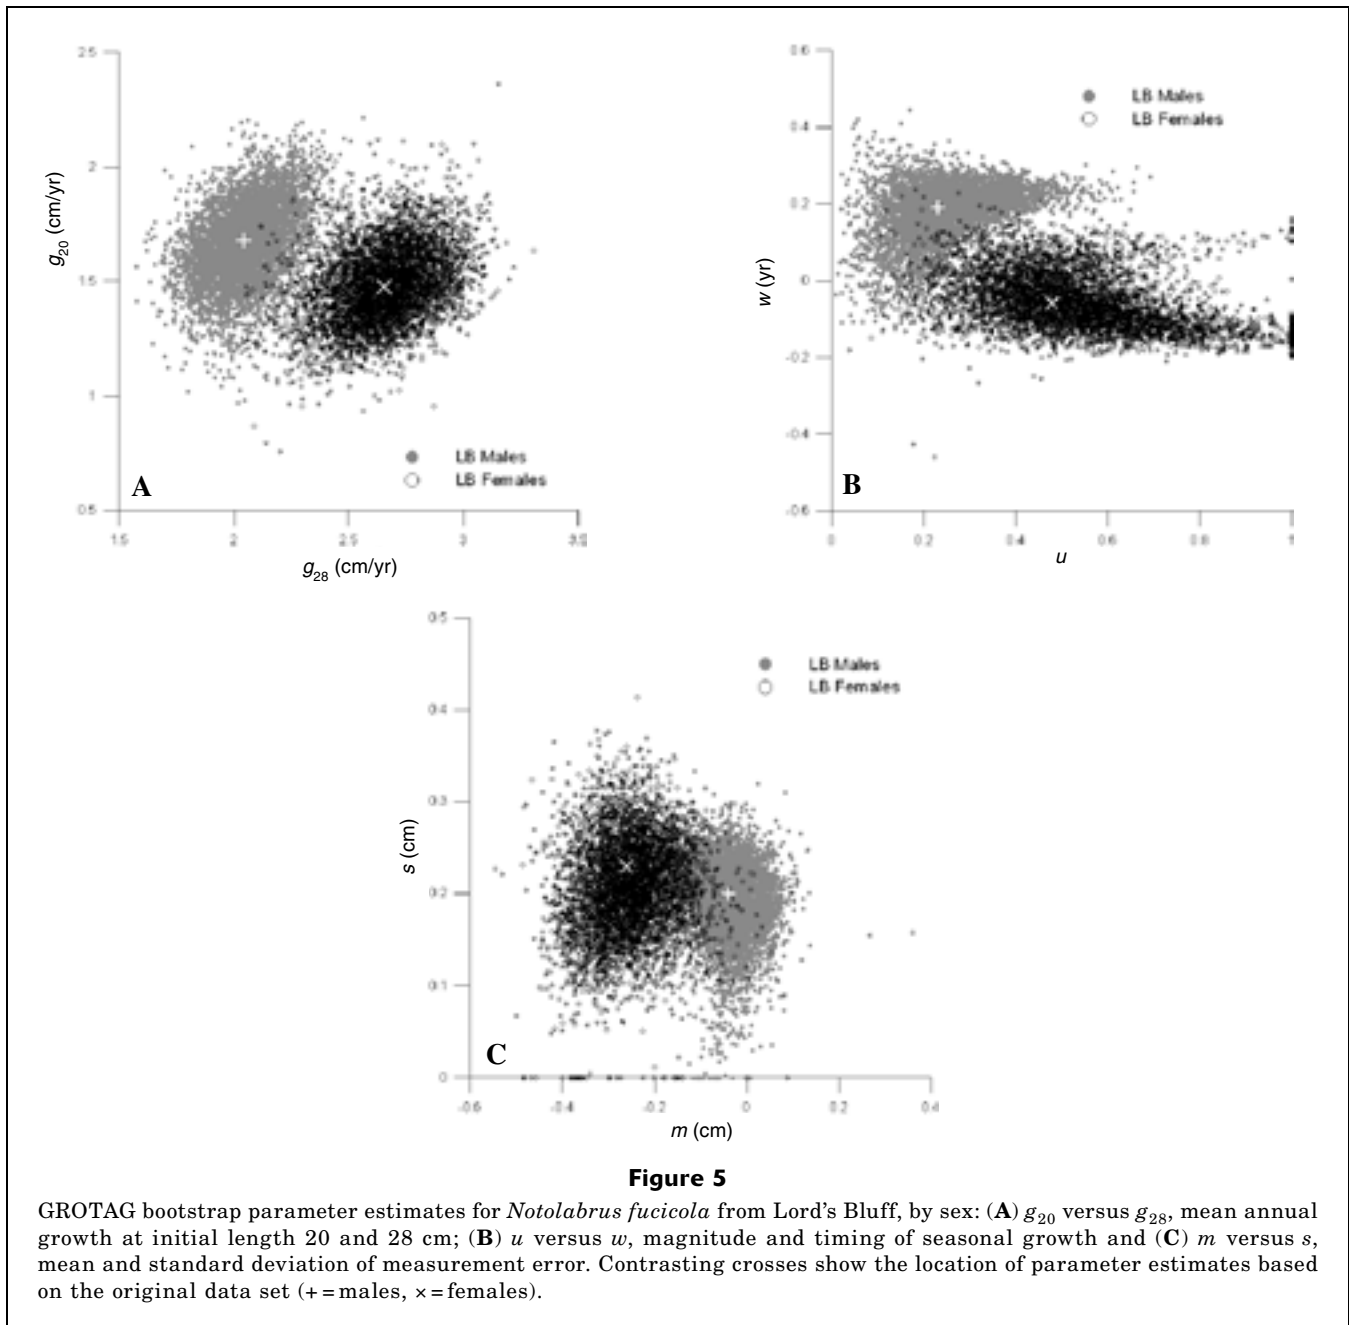 2.5
2
1.5
1
0.5
g20 (cm/yr)
LB Males
LB Females
A
1.5 2 2.5 3 3.5
g28 (cm/yr)
0.6
0.4
0.2
0
-0.2
-0.4
-0.6
w (yr)
LB Males
LB Females
B
0 0.2 0.4 0.6 0.8 1
u
0.5
0.4
0.3
0.2
0.1
0
s (cm)
LB Males
LB Females
C
-0.6 -0.4 -0.2 0 0.2 0.4
m (cm)
Figure 5
GROTAG bootstrap parameter estimates for Notolabrus fucicola from Lord's Bluff, by sex: (A) g20 versus g28, mean annual
growth at initial length 20 and 28 cm; (B) u versus w, magnitude and timing of seasonal growth and (C) m versus s,
mean and standard deviation of measurement error. Contrasting crosses show the location of parameter estimates based
on the original data set (+ = males, × = females).